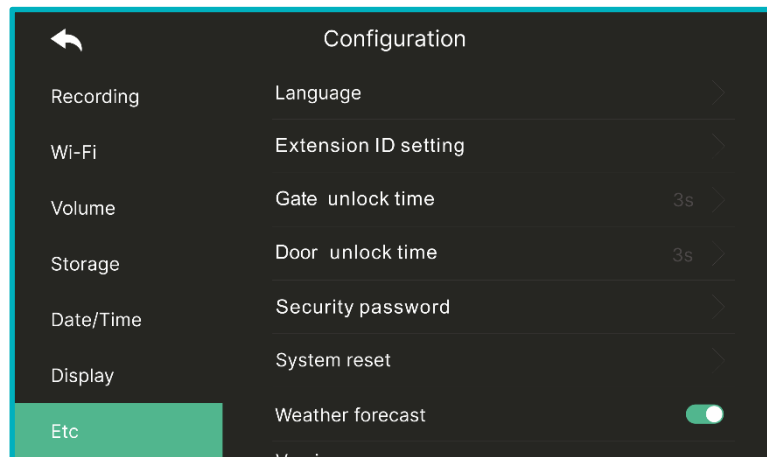 Configuration
Recording
Wi-Fi
Volume
Storage
Date/Time
Display
Etc
Language
Extension ID setting
Gate unlock time 3s
Door unlock time 3s
Security password
System reset
Weather forecast